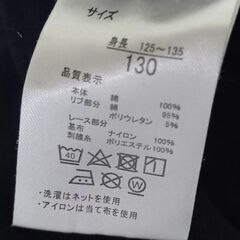 サイズ
身長 125～135
130
品質表示
本体 綿 100%
リブ部分 綿 95%
ポリウレタン 5%
レース部分
基布 ナイロン 100%
刺繍糸 ポリエステル 100%
40
W
・洗濯はネットを使用
・アイロンは当て布を使用